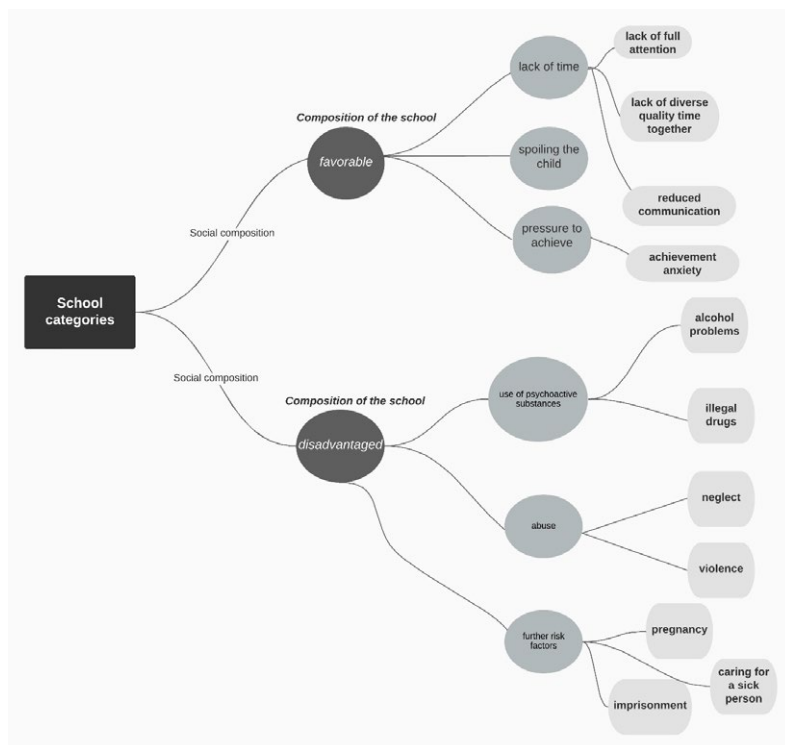 School
categories
Social composition
Composition of the school
favorable
lack of time
lack of full
attention
lack of diverse
quality time
together
reduced
communication
spoiling the
child
pressure to
achieve
achievement
anxiety
Social composition
Composition of the school
disadvantaged
use of psychoactive
substances
alcohol
problems
illegal
drugs
abuse
neglect
violence
further risk
factors
pregnancy
caring for
a sick
person
imprisonment